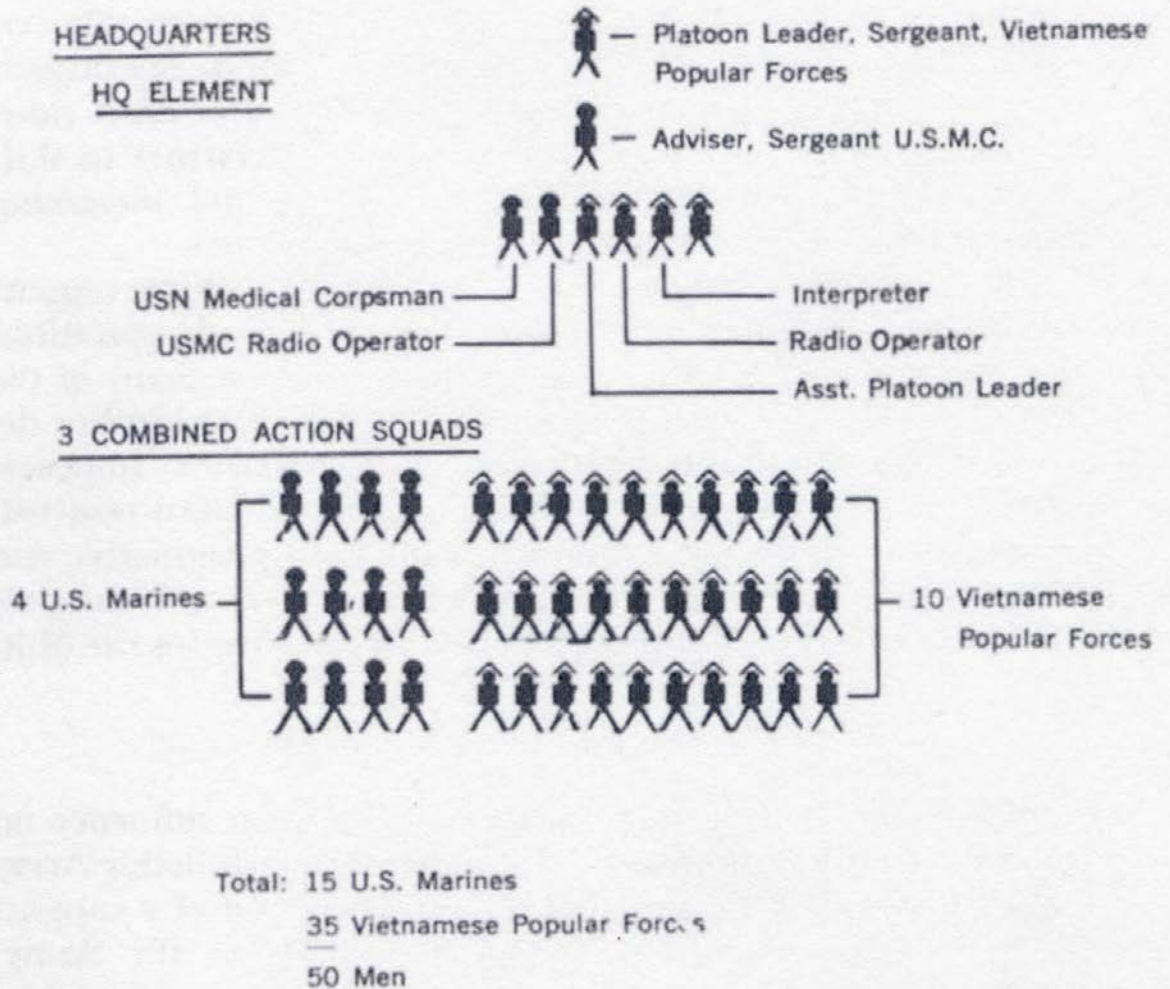 HEADQUARTERS
HQ ELEMENT
Platoon Leader, Sergeant, Vietnamese
Popular Forces
Adviser, Sergeant U.S.M.C.
USN Medical Corpsman
USMC Radio Operator
Interpreter
Radio Operator
Asst. Platoon Leader
3 COMBINED ACTION SQUADS
4 U.S. Marines
10 Vietnamese
Popular Forces
Total: 15 U.S. Marines
35 Vietnamese Popular Forces
50 Men